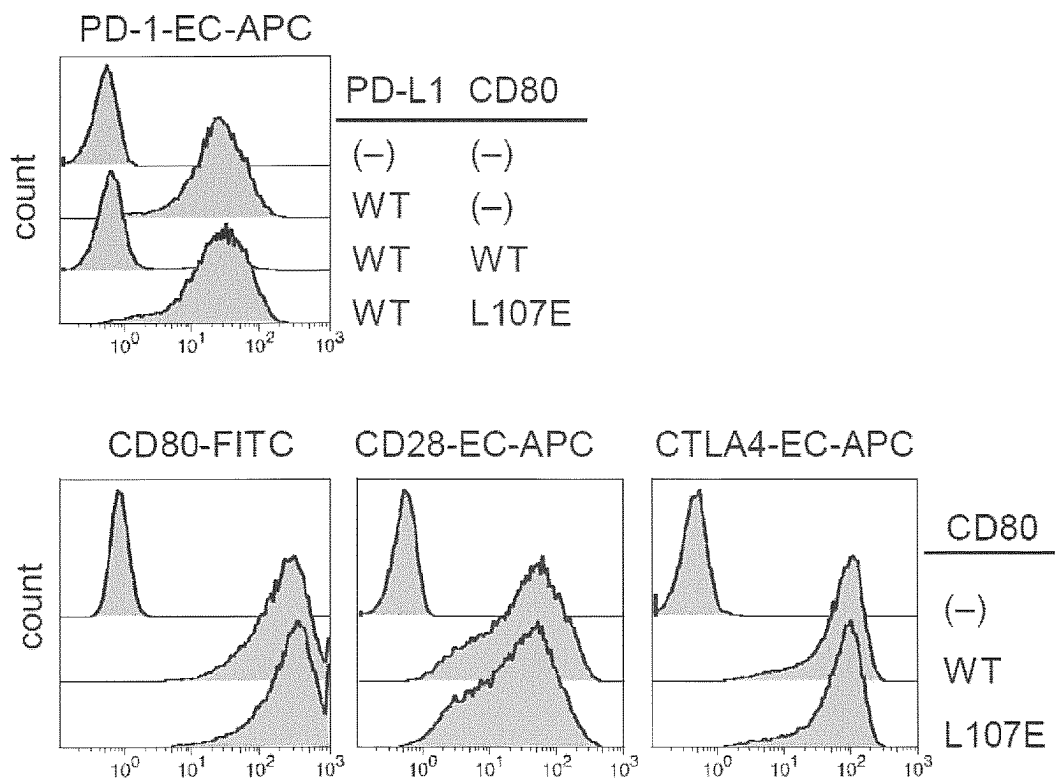 PD-1-EC-APC
PD-L1 CD80
(–) (–)
WT (–)
WT WT
WT L107E
count
10⁰ 10¹ 10² 10³
CD80-FITC CD28-EC-APC CTLA4-EC-APC
CD80
(–)
WT
L107E
count
10⁰ 10¹ 10² 10³ 10⁰ 10¹ 10² 10³ 10⁰ 10¹ 10² 10³